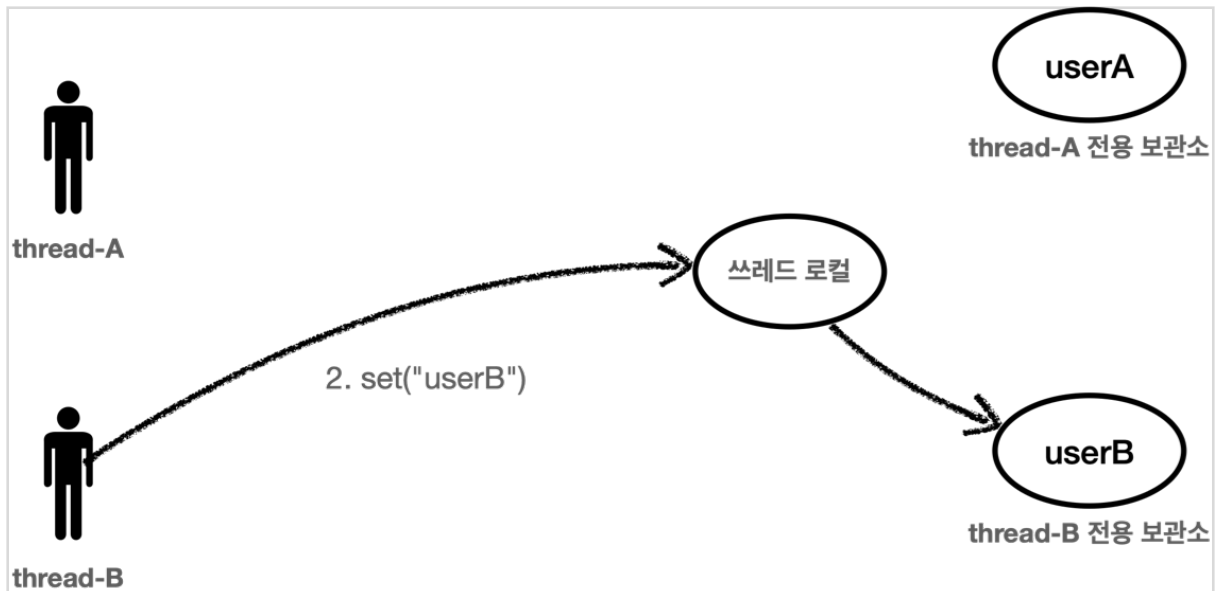 userA
thread-A 전용 보관소
thread-A
쓰레드 로컬
2. set("userB")
userB
thread-B 전용 보관소
thread-B